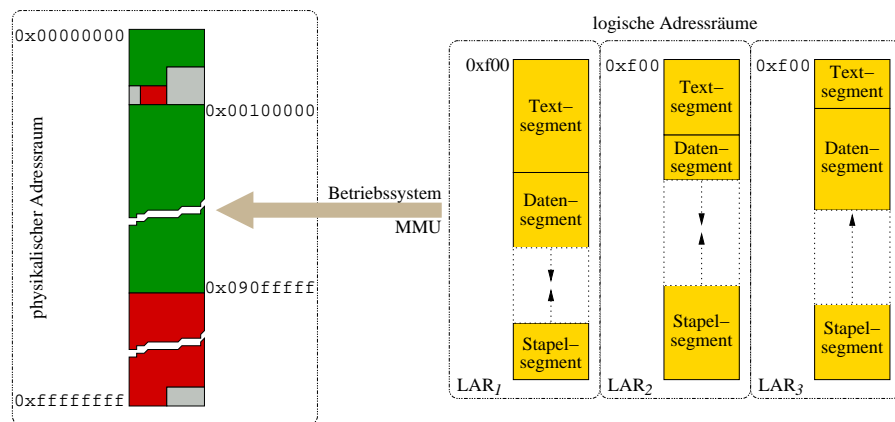 logische Adressräume
0x00000000
0x00100000
0x090fffff
0xffffffff
physikalischer Adressraum
Betriebssystem
MMU
0xf00
Text–
segment
Daten–
segment
Stapel–
segment
LAR1
0xf00
Text–
segment
Daten–
segment
Stapel–
segment
LAR2
0xf00
Text–
segment
Daten–
segment
Stapel–
segment
LAR3